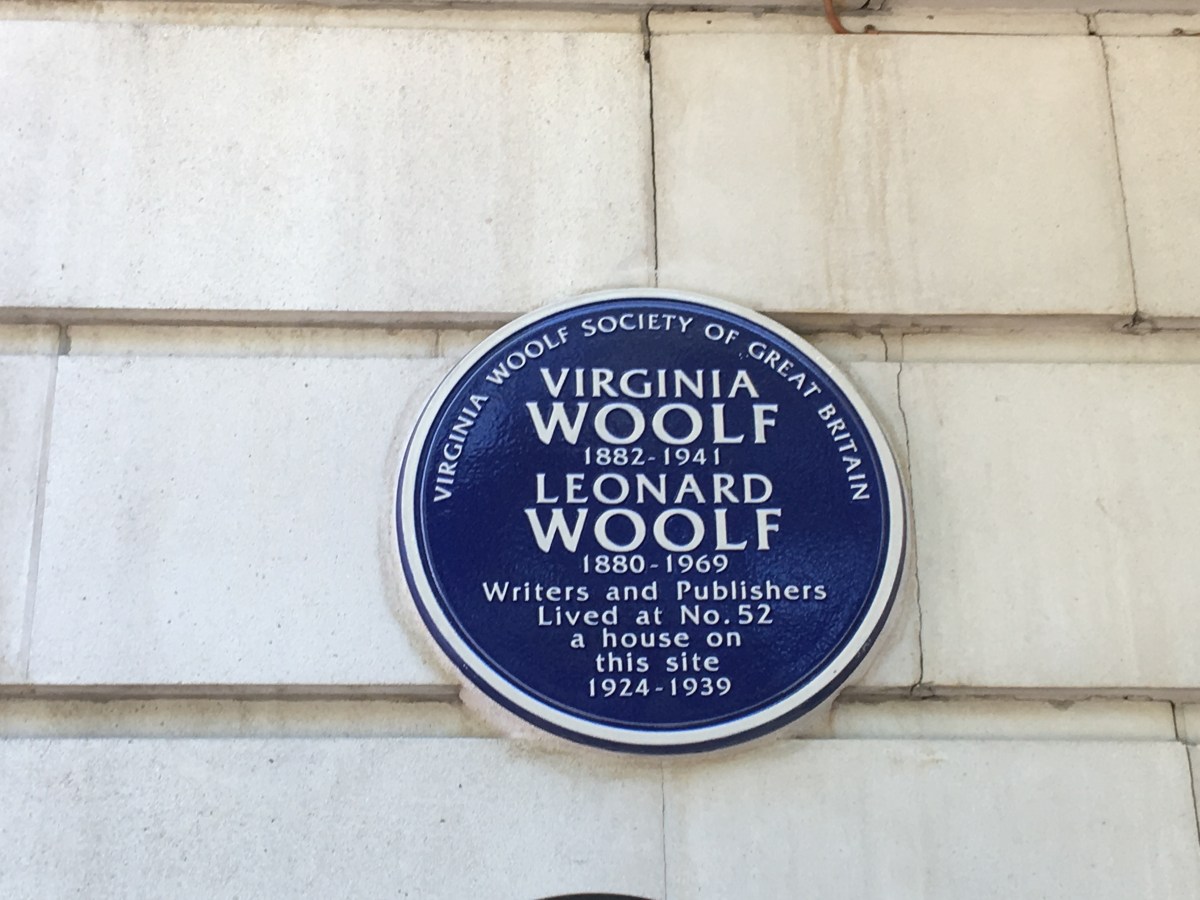 VIRGINIA WOOLF SOCIETY OF GREAT BRITAIN
VIRGINIA
WOOLF
1882-1941
LEONARD
WOOLF
1880-1969
Writers and Publishers
Lived at No.52
a house on
this site
1924-1939